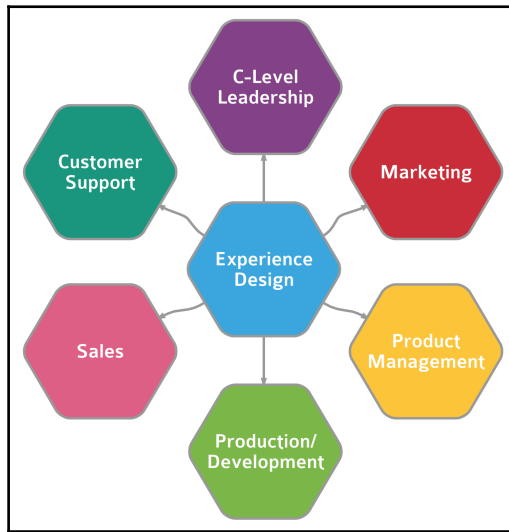 C-Level
Leadership
Customer
Support
Marketing
Experience
Design
Sales
Product
Management
Production/
Development